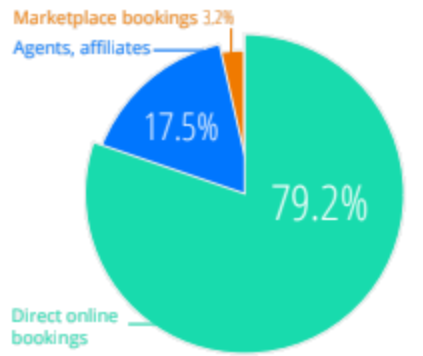 Marketplace bookings 3,2%
Agents, affiliates
17.5%
79.2%
Direct online
bookings